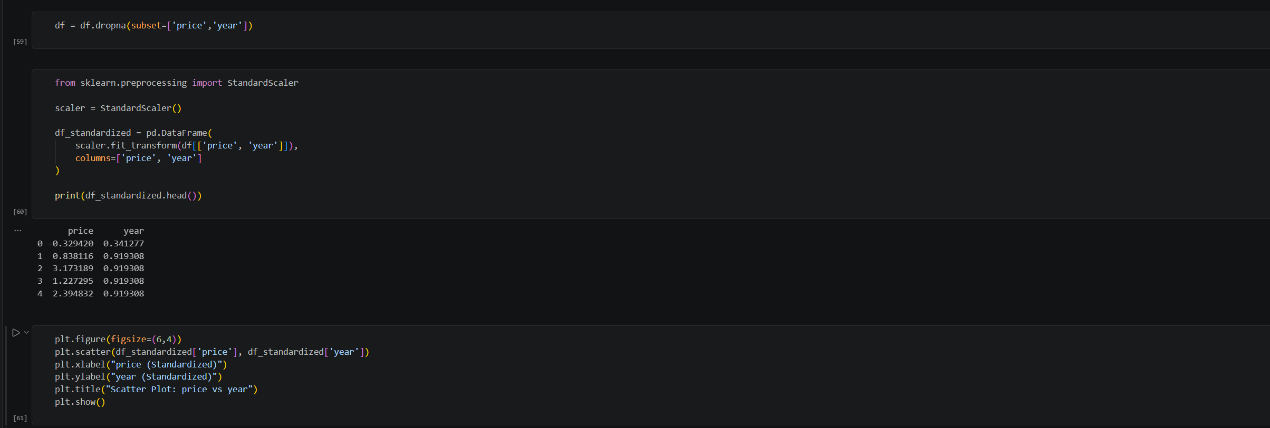 df = df.dropna(subset=['price','year'])
[59]
from sklearn.preprocessing import StandardScaler
scaler = StandardScaler()
df_standardized = pd.DataFrame(
scaler.fit_transform(df[['price', 'year']]),
columns=['price', 'year']
)
print(df_standardized.head())
[60]
...
price year
0 0.329420 0.341277
1 0.838116 0.919308
2 3.173189 0.919308
3 1.227295 0.919308
4 2.394832 0.919308
plt.figure(figsize=(6,4))
plt.scatter(df_standardized['price'], df_standardized['year'])
plt.xlabel("price (Standardized)")
plt.ylabel("year (Standardized)")
plt.title("Scatter Plot: price vs year")
plt.show()
[61]